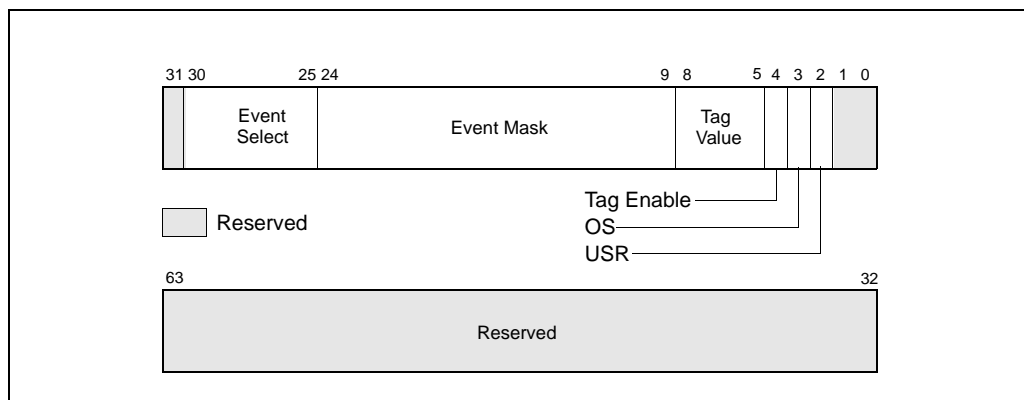 31 30 25 24 9 8 5 4 3 2 1 0
Event
Select
Event Mask
Tag
Value
Tag Enable
Reserved
OS
USR
63 32
Reserved